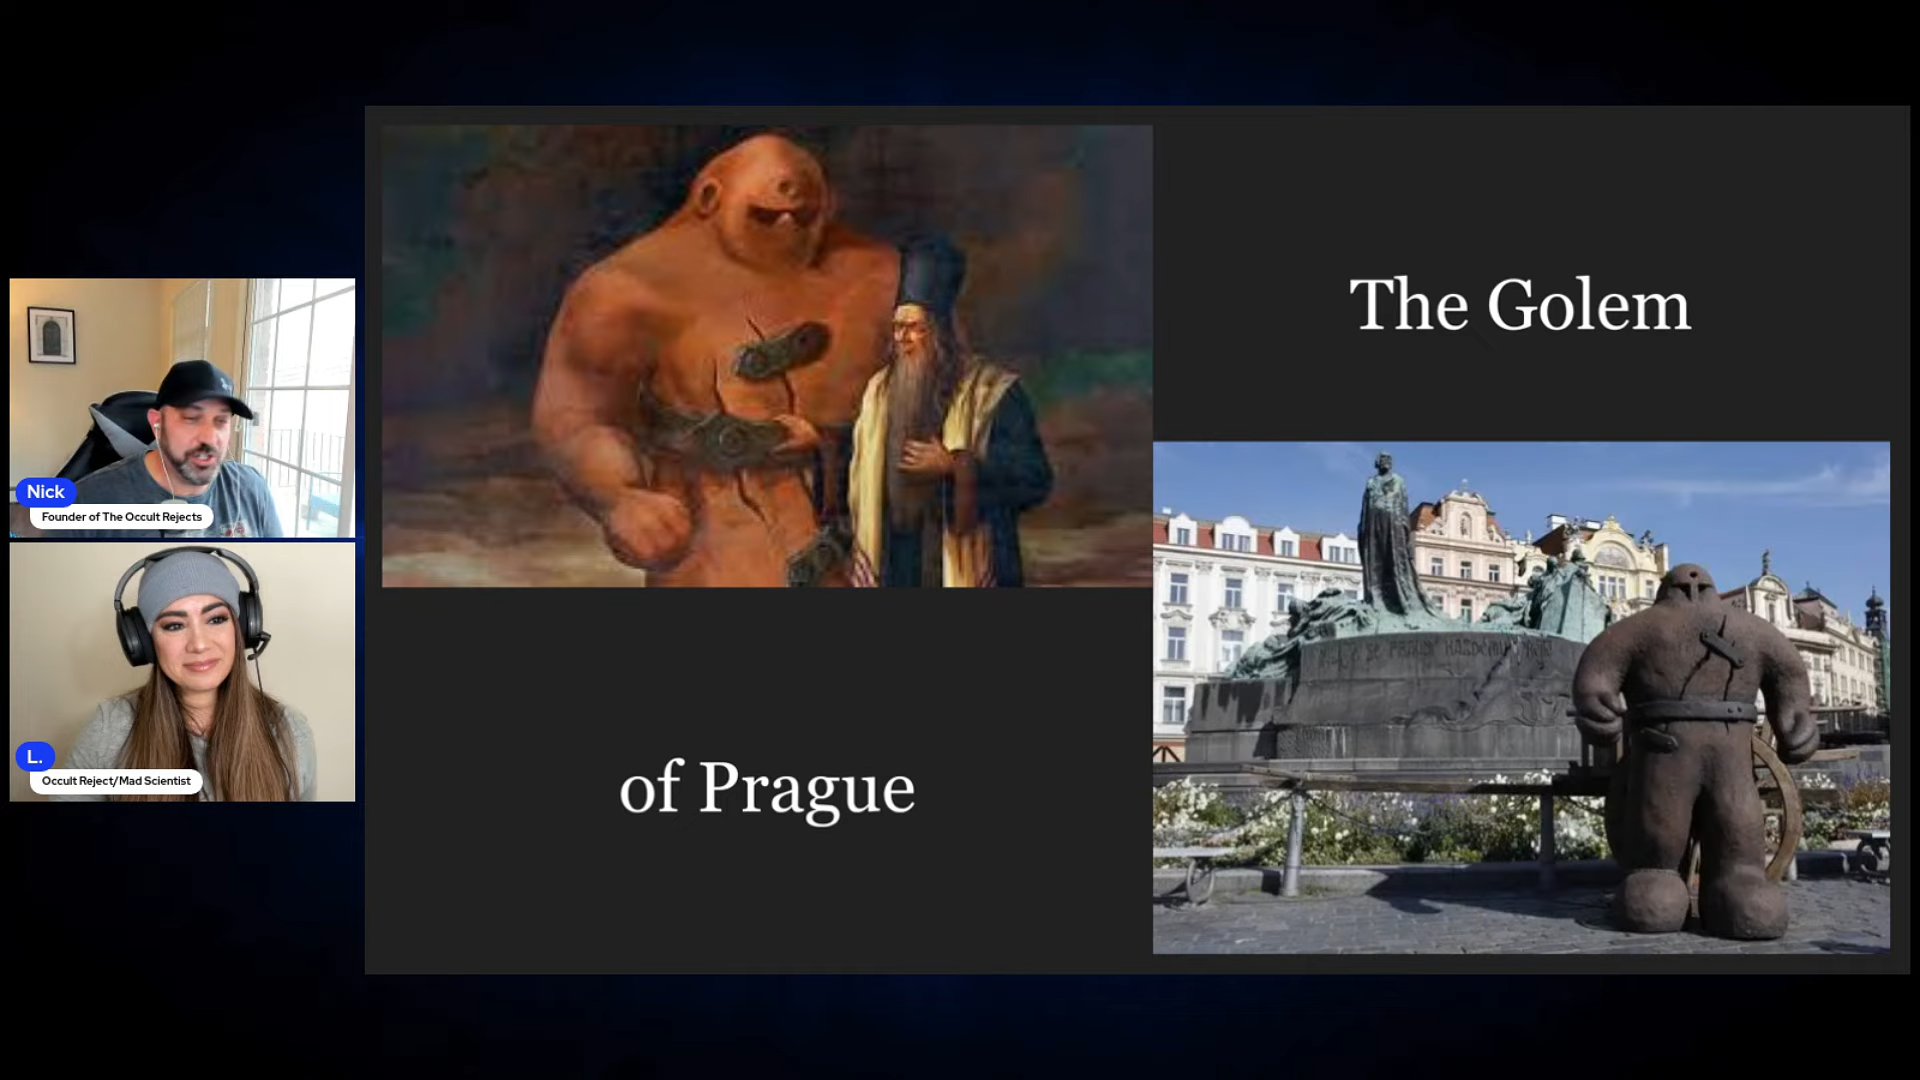 The Golem
of Prague
Nick
Founder of The Occult Rejects
L.
Occult Reject/Mad Scientist